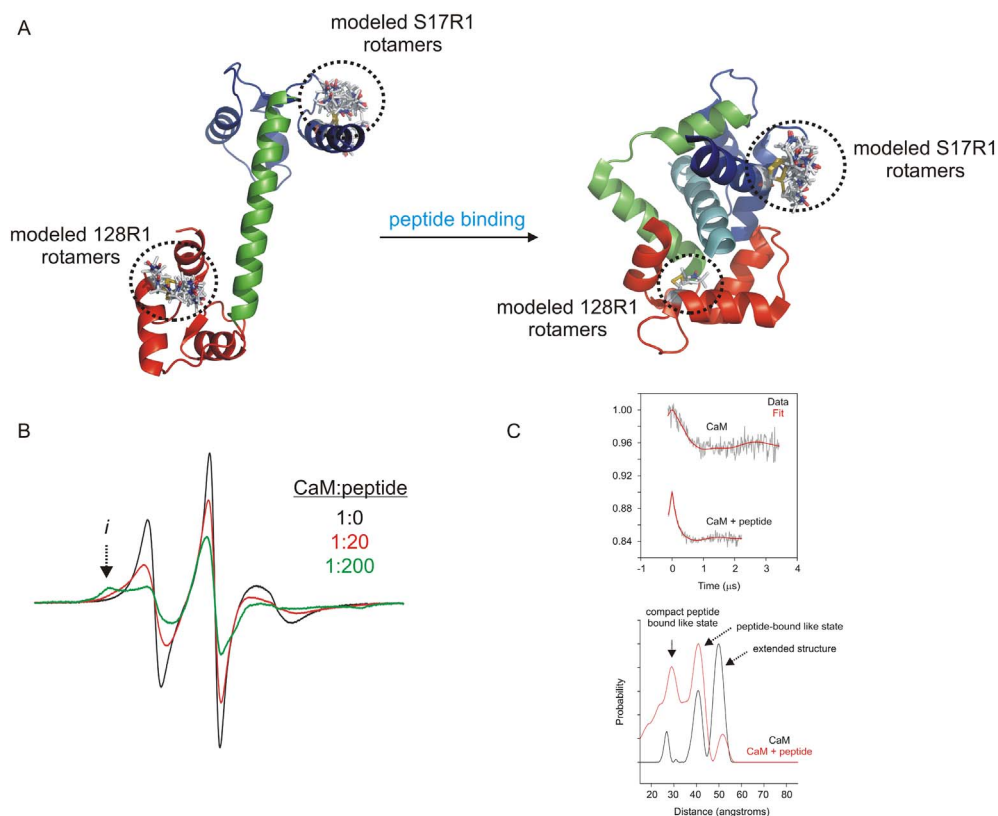 A
modeled S17R1
rotamers
modeled 128R1
rotamers
peptide binding
modeled S17R1
rotamers
modeled 128R1
rotamers
B
i
CaM:peptide
1:0
1:20
1:200
C
Data
Fit
1.00
CaM
0.96
0.92
0.88
CaM + peptide
0.84
-1 0 1 2 3 4
Time (μs)
compact peptide
bound like state
peptide-bound like state
extended structure
Probability
CaM
CaM + peptide
20 30 40 50 60 70 80
Distance (angstroms)